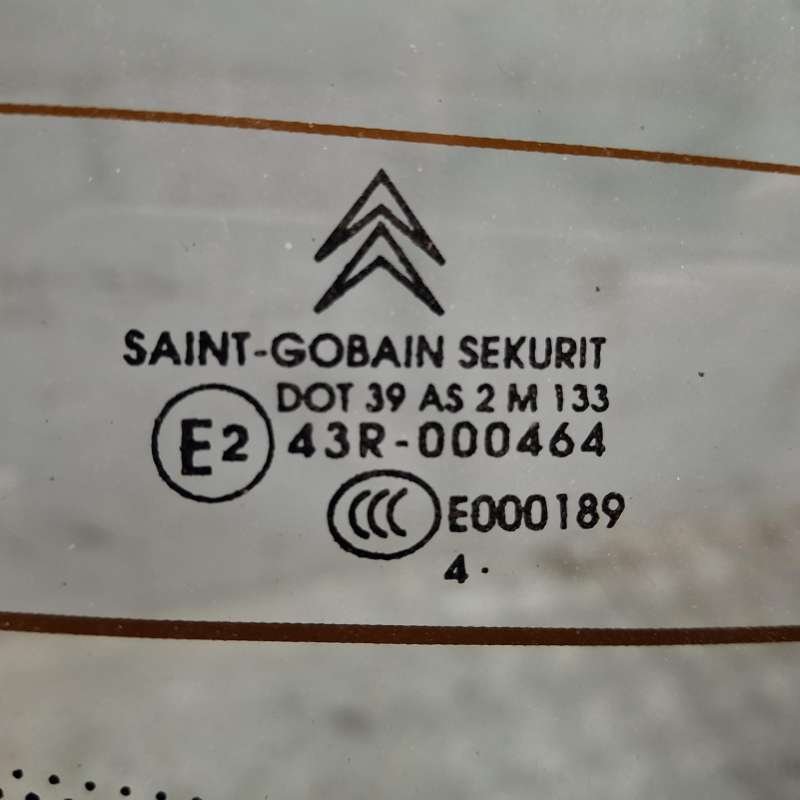 SAINT-GOBAIN SEKURIT
DOT 39 AS 2 M 133
E2 43R-000464
CCC E000189
4 .